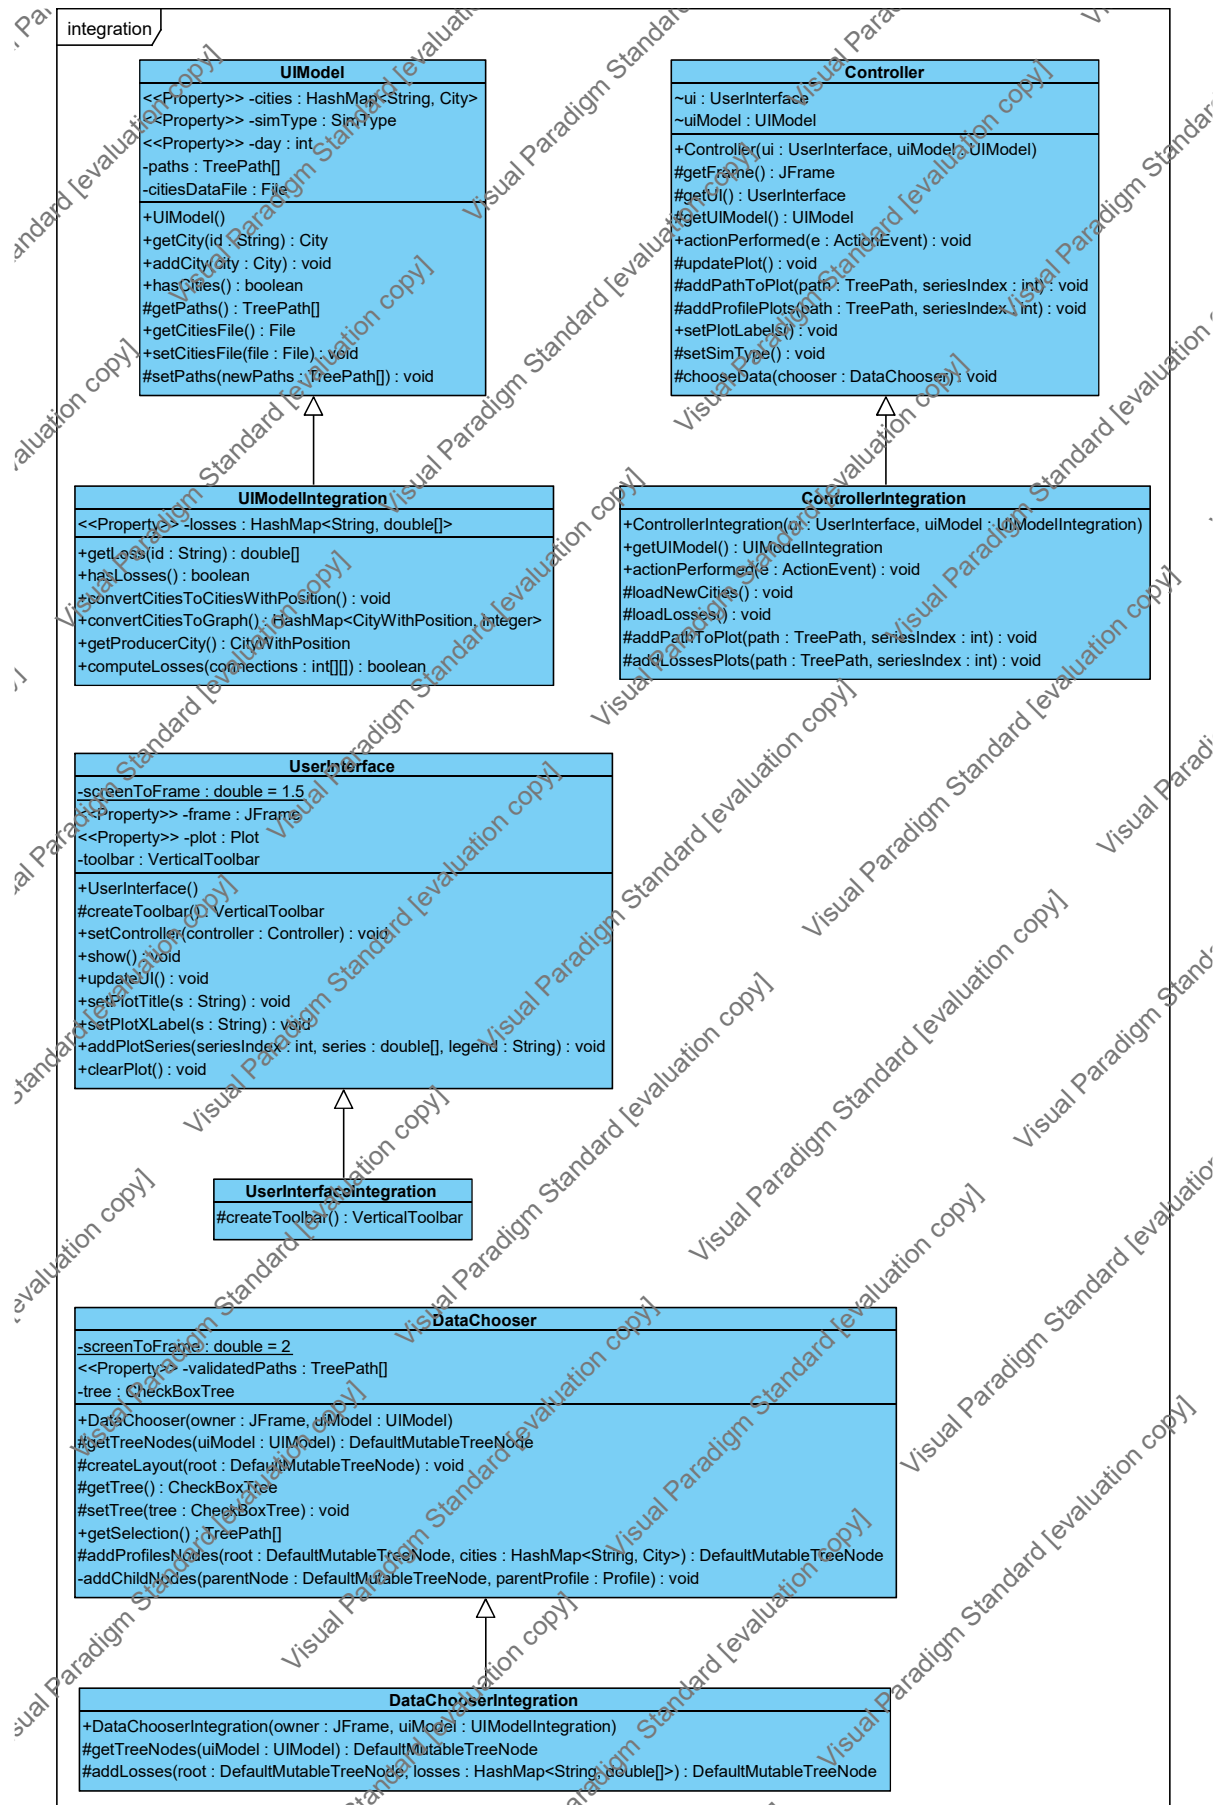 integration
UIModel
<<Property>> -cities : HashMap<String, City>
<<Property>> -simType : SimType
<<Property>> -day : int
-paths : TreePath[]
-citiesDataFile : File
+UIModel()
+getCity(id : String) : City
+addCity(city : City) : void
+hasCities() : boolean
#getPaths() : TreePath[]
+getCitiesFile() : File
+setCitiesFile(file : File) : void
#setPaths(newPaths : TreePath[]) : void
Controller
~ui : UserInterface
~uiModel : UIModel
+Controller(ui : UserInterface, uiModel : UIModel)
#getFrame() : JFrame
#getUI() : UserInterface
#getUIModel() : UIModel
+actionPerformed(e : ActionEvent) : void
#updatePlot() : void
#addPathToPlot(path : TreePath, seriesIndex : int) : void
#addProfilePlots(path : TreePath, seriesIndex : int) : void
+setPlotLabels() : void
#setSimType() : void
#chooseData(chooser : DataChooser) : void
UIModelIntegration
<<Property>> -losses : HashMap<String, double[]>
+getLoss(id : String) : double[]
+hasLosses() : boolean
+convertCitiesToCitiesWithPosition() : void
+convertCitiesToGraph() : HashMap<CityWithPosition, Integer>
+getProducerCity() : CityWithPosition
+computeLosses(connections : int[][]) : boolean
ControllerIntegration
+ControllerIntegration(ui : UserInterface, uiModel : UIModelIntegration)
+getUIModel() : UIModelIntegration
+actionPerformed(e : ActionEvent) : void
#loadNewCities() : void
#loadLosses() : void
#addPathToPlot(path : TreePath, seriesIndex : int) : void
#addLossesPlots(path : TreePath, seriesIndex : int) : void
UserInterface
-screenToFrame : double = 1.5
<<Property>> -frame : JFrame
<<Property>> -plot : Plot
-toolbar : VerticalToolbar
+UserInterface()
#createToolbar() : VerticalToolbar
+setController(controller : Controller) : void
+show() : void
+updateUI() : void
+setPlotTitle(s : String) : void
+setPlotXLabel(s : String) : void
+addPlotSeries(seriesIndex : int, series : double[], legend : String) : void
+clearPlot() : void
UserInterfaceIntegration
#createToolbar() : VerticalToolbar
DataChooser
-screenToFrame : double = 2
<<Property>> -validatedPaths : TreePath[]
-tree : CheckBoxTree
+DataChooser(owner : JFrame, uiModel : UIModel)
#getTreeNodes(uiModel : UIModel) : DefaultMutableTreeNode
#createLayout(root : DefaultMutableTreeNode) : void
#getTree() : CheckBoxTree
#setTree(tree : CheckBoxTree) : void
+getSelection() : TreePath[]
#addProfilesNodes(root : DefaultMutableTreeNode, cities : HashMap<String, City>) : DefaultMutableTreeNode
-addChildNodes(parentNode : DefaultMutableTreeNode, parentProfile : Profile) : void
DataChooserIntegration
+DataChooserIntegration(owner : JFrame, uiModel : UIModelIntegration)
#getTreeNodes(uiModel : UIModel) : DefaultMutableTreeNode
#addLosses(root : DefaultMutableTreeNode, losses : HashMap<String, double[]>) : DefaultMutableTreeNode
Visual Paradigm Standard [evaluation copy]